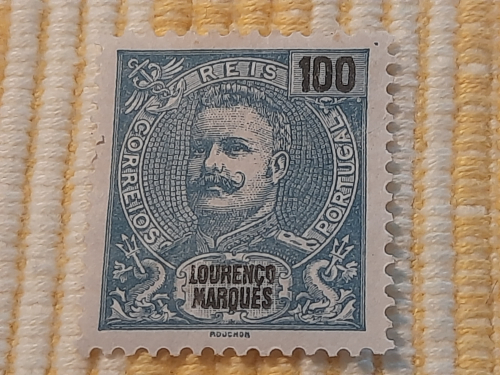 REIS
100
CORREIOS
PORTUGAL
LOURENÇO
MARQUES
MOUCHON